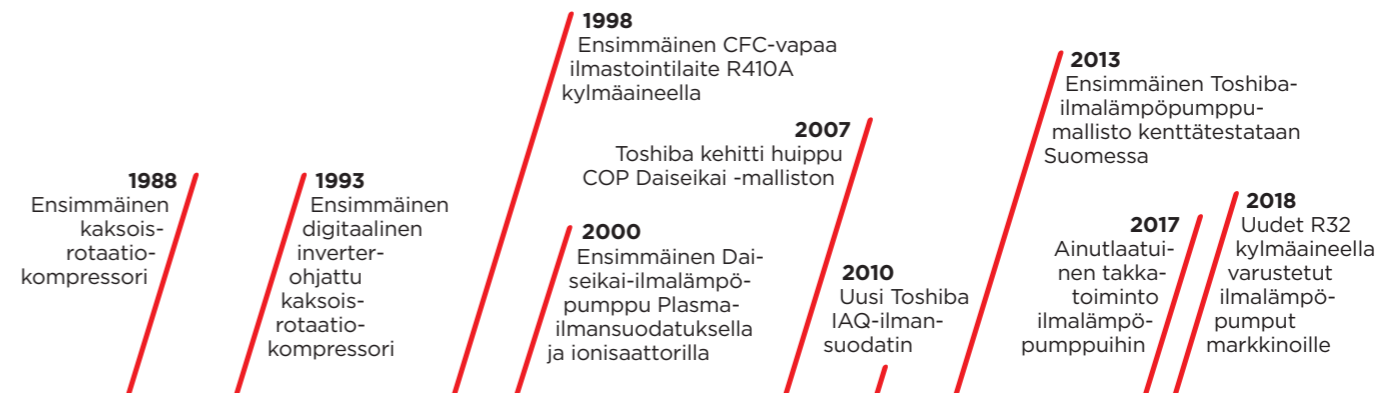 1988
Ensimmäinen
kaksois-
rotaatio-
kompressori
1993
Ensimmäinen
digitaalinen
inverter-
ohjattu
kaksois-
rotaatio-
kompressori
1998
Ensimmäinen CFC-vapaa
ilmastointilaite R410A
kylmäaineella
2000
Ensimmäinen Dai-
seikai-ilmalämpö-
pumppu Plasma-
ilmansuodatuksella
ja ionisaattorilla
2007
Toshiba kehitti huippu
COP Daiseikai -malliston
2010
Uusi Toshiba
IAQ-ilman-
suodatin
2013
Ensimmäinen Toshiba-
ilmalämpöpumppu-
mallisto kenttätestataan
Suomessa
2017
Ainutlaatui-
nen takka-
toiminto
ilmalämpö-
pumppuihin
2018
Uudet R32
kylmäaineella
varustetut
ilmalämpö-
pumput
markkinoille